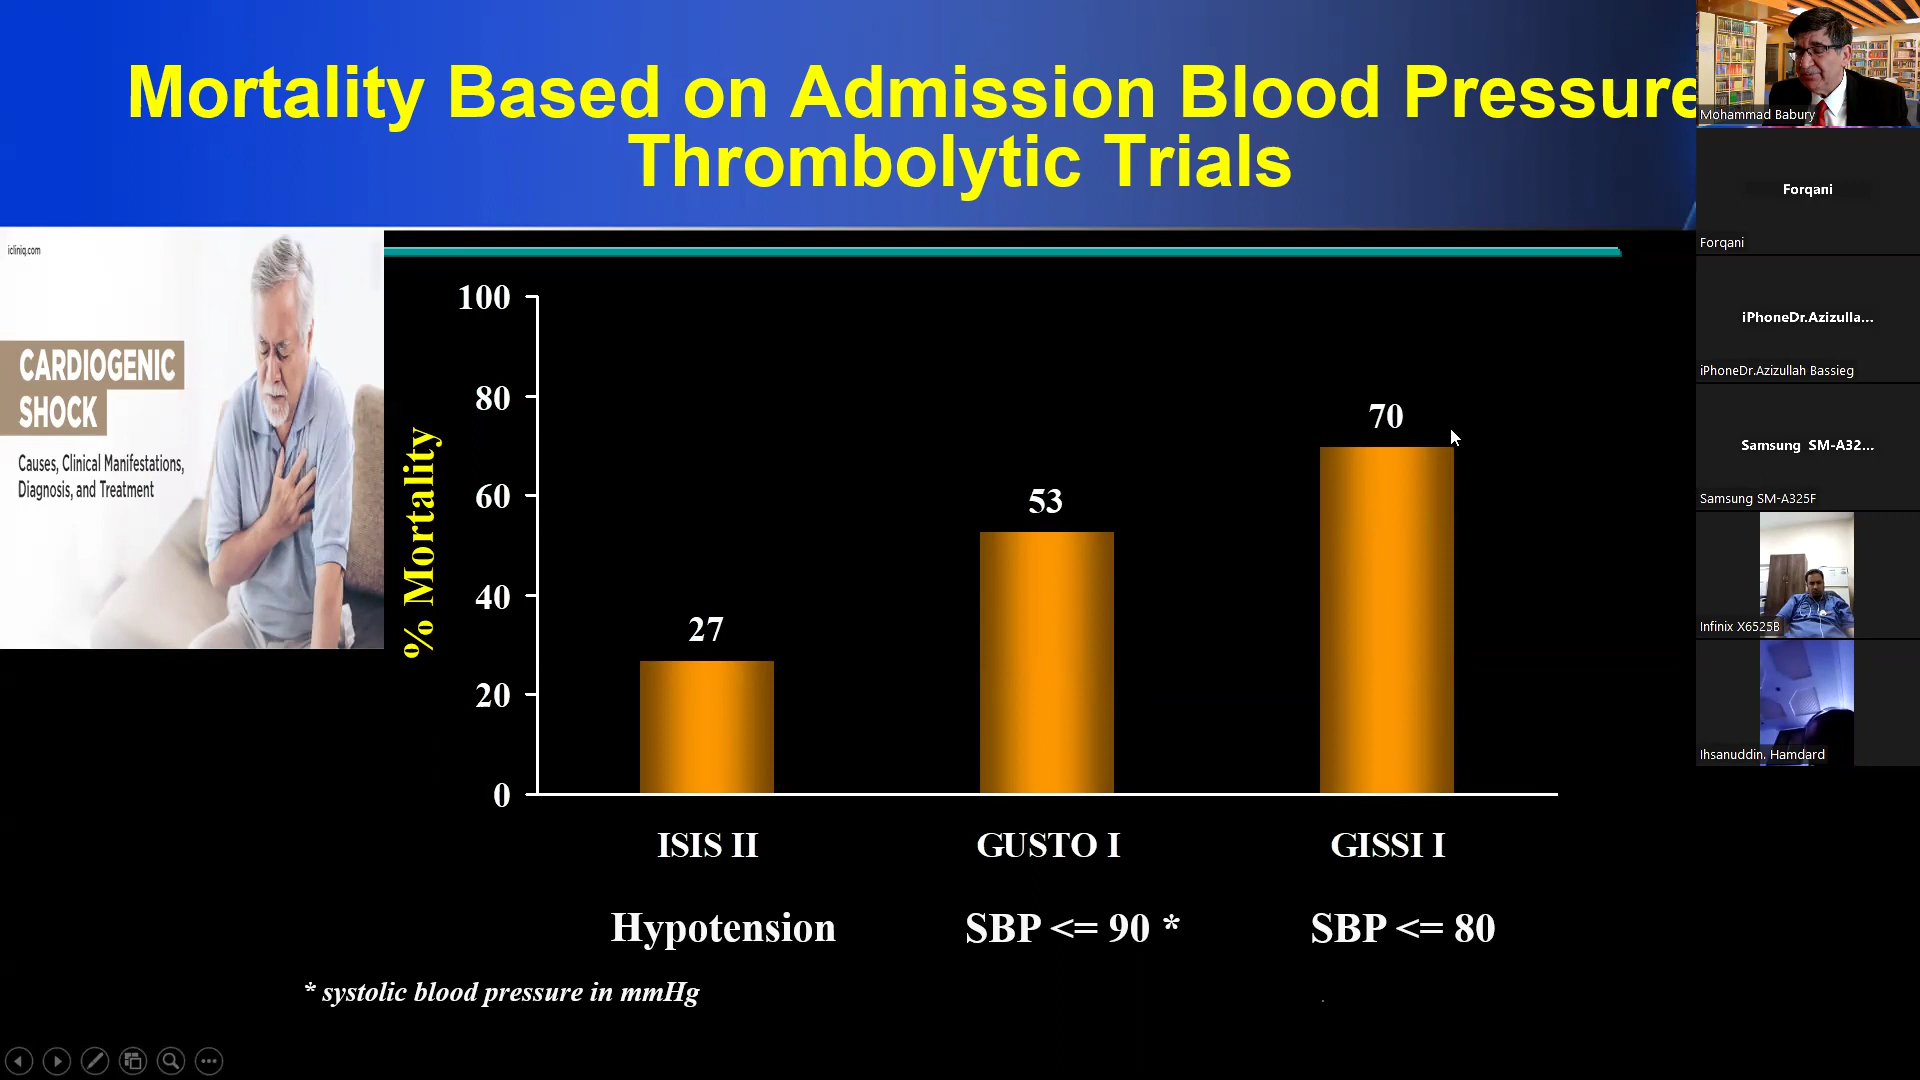 Mortality Based on Admission Blood Pressure
Thrombolytic Trials
icliniq.com
CARDIOGENIC
SHOCK
Causes, Clinical Manifestations,
Diagnosis, and Treatment
% Mortality
100
80
60
40
20
0
27
53
70
ISIS II
GUSTO I
GISSI I
Hypotension
SBP <= 90 *
SBP <= 80
* systolic blood pressure in mmHg
Mohammad Babury
Forqani
Forqani
iPhoneDr.Azizulla...
iPhoneDr.Azizullah Bassieg
Samsung SM-A32...
Samsung SM-A325F
Infinix X6525B
Ihsanuddin. Hamdard